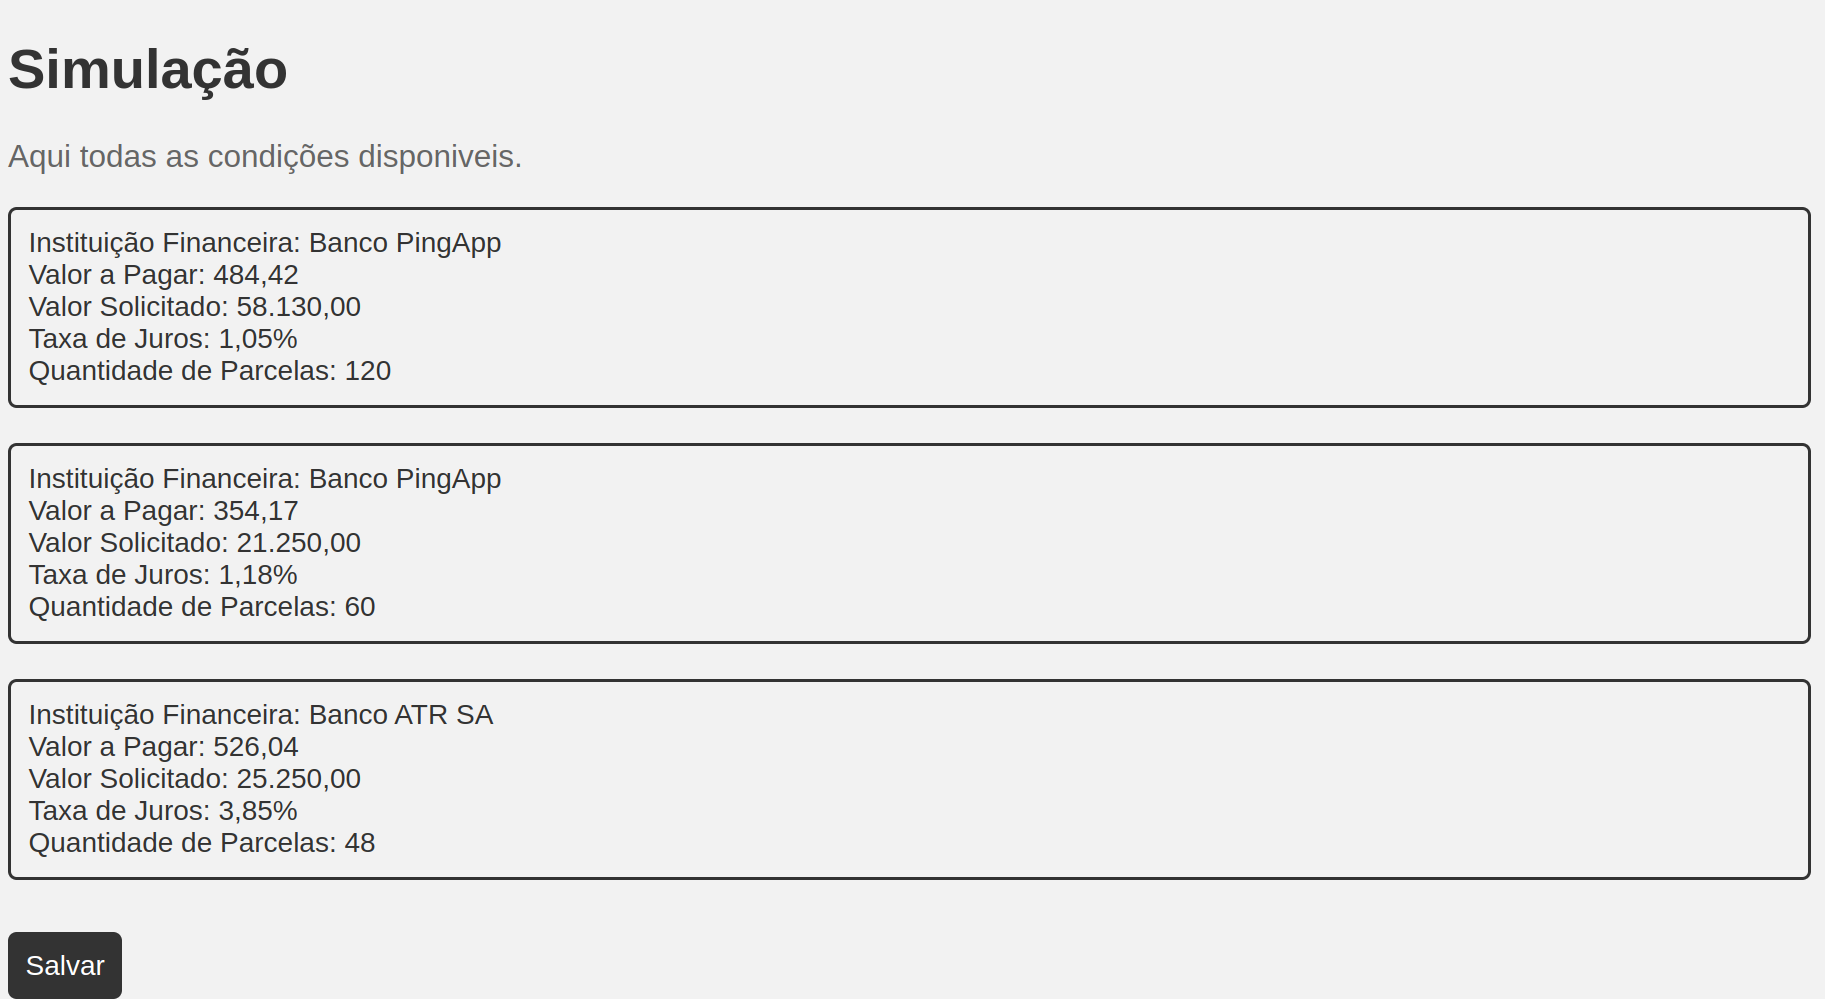 Simulação
Aqui todas as condições disponiveis.
Instituição Financeira: Banco PingApp
Valor a Pagar: 484,42
Valor Solicitado: 58.130,00
Taxa de Juros: 1,05%
Quantidade de Parcelas: 120
Instituição Financeira: Banco PingApp
Valor a Pagar: 354,17
Valor Solicitado: 21.250,00
Taxa de Juros: 1,18%
Quantidade de Parcelas: 60
Instituição Financeira: Banco ATR SA
Valor a Pagar: 526,04
Valor Solicitado: 25.250,00
Taxa de Juros: 3,85%
Quantidade de Parcelas: 48
Salvar